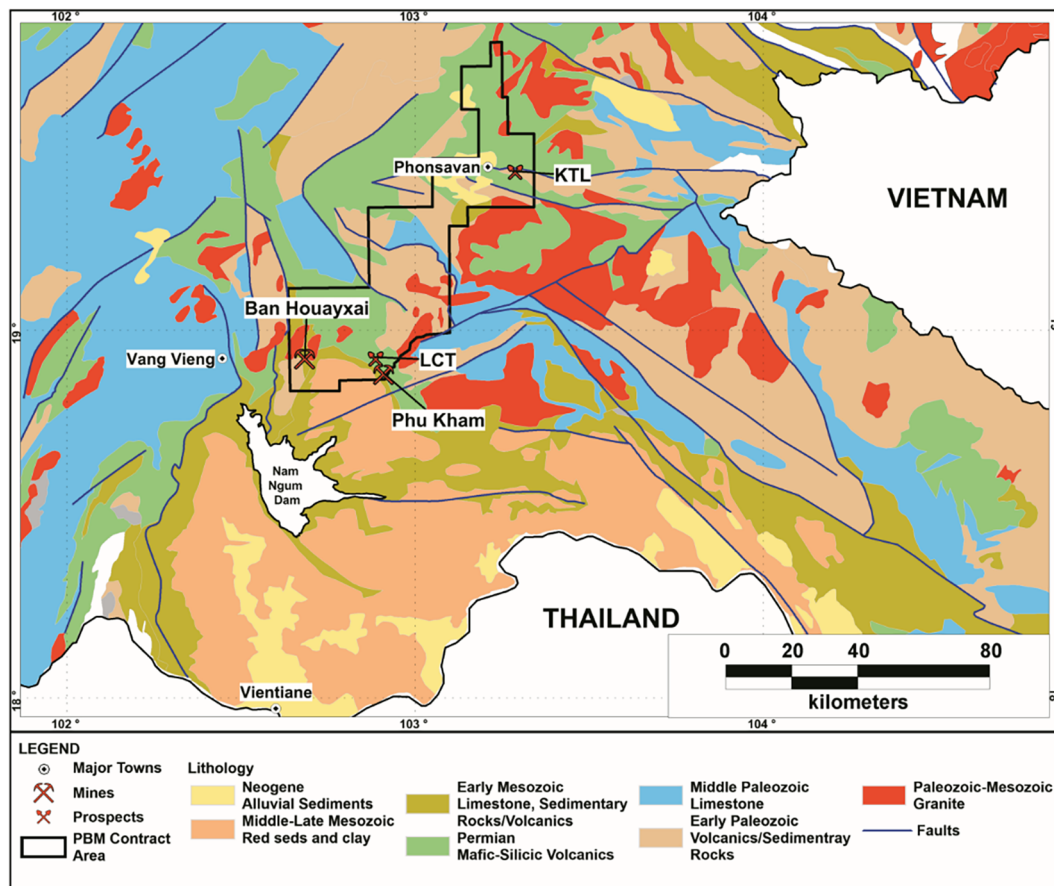 102 °
103 °
104 °
Phonsavan
KTL
VIETNAM
Ban Houayxai
19°
Vang Vieng
LCT
Phu Kham
Nam
Ngum
Dam
THAILAND
0 20 40 80
kilometers
18 °
Vientiane
102 °
103 °
104 °
LEGEND
Major Towns
Mines
Prospects
PBM Contract
Area
Lithology
Neogene
Alluvial Sediments
Middle-Late Mesozoic
Red seds and clay
Early Mesozoic
Limestone, Sedimentary
Rocks/Volcanics
Permian
Mafic-Silicic Volcanics
Middle Paleozoic
Limestone
Early Paleozoic
Volcanics/Sedimentray
Rocks
Paleozoic-Mesozoic
Granite
Faults